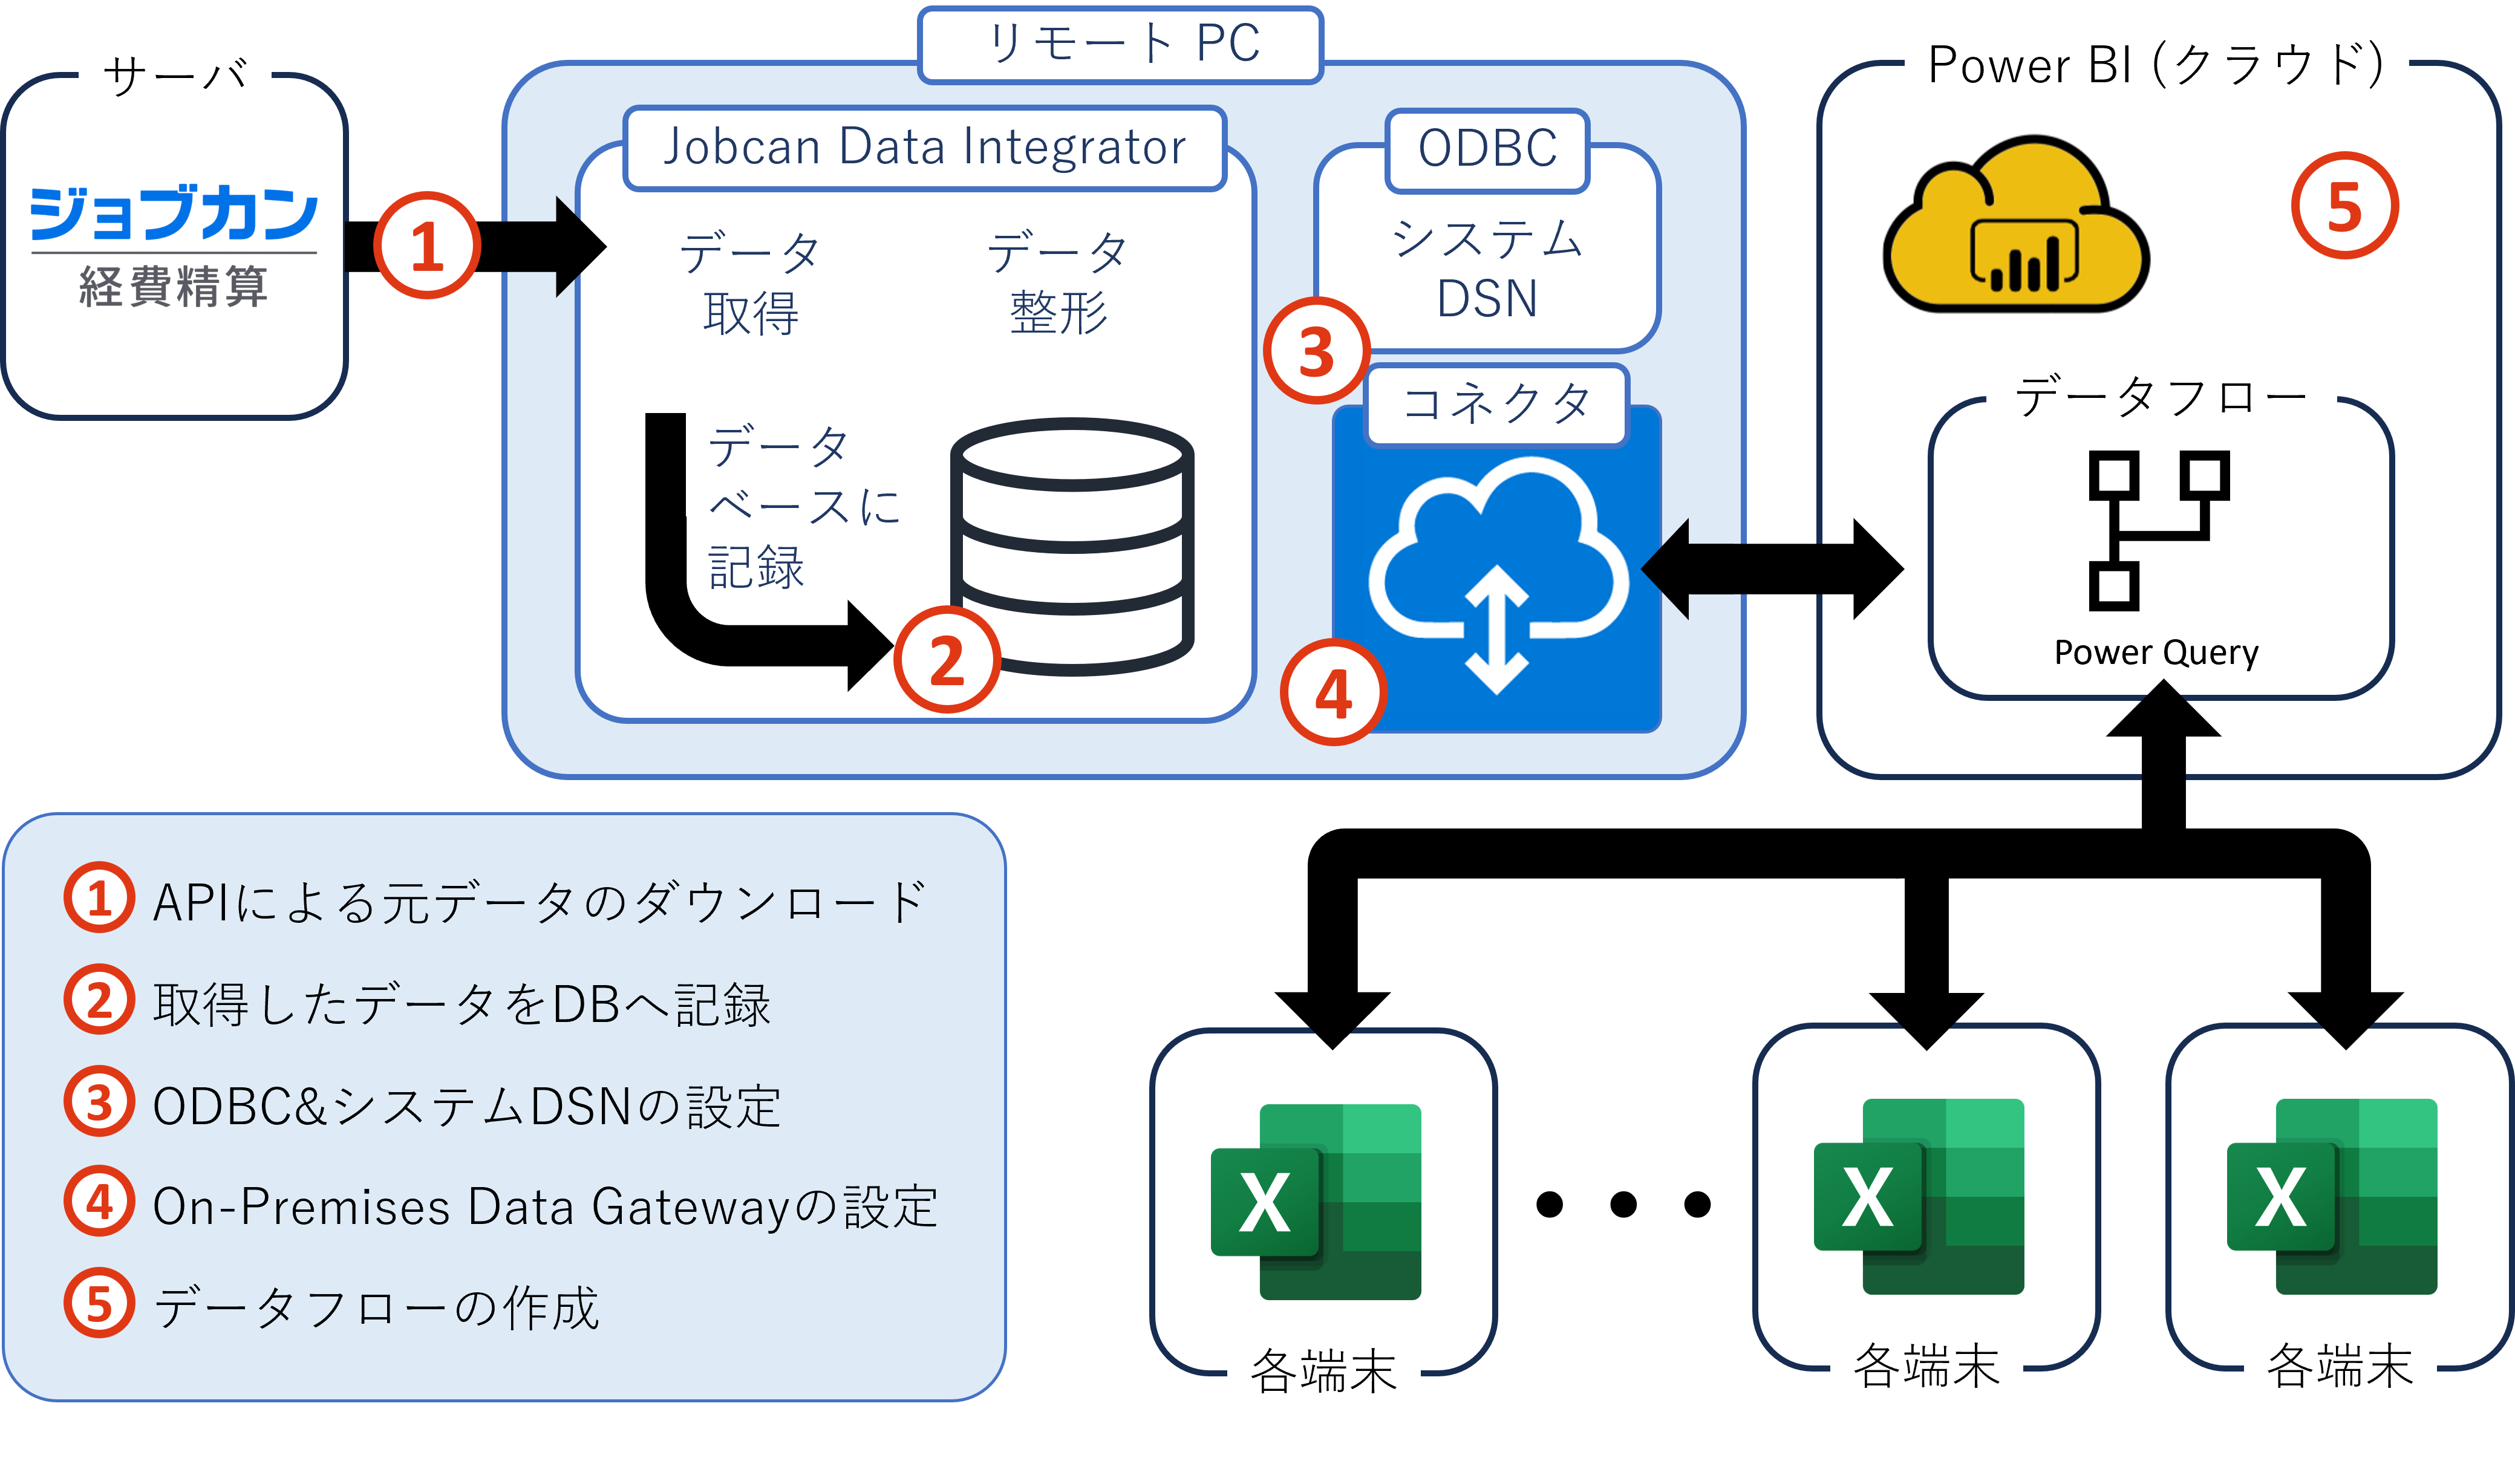 サーバ
ジョブカン
経費精算
①
リモート PC
Jobcan Data Integrator
データ
取得
データ
整形
データ
ベースに
記録
②
ODBC
システム
DSN
③
コネクタ
④
Power BI (クラウド)
⑤
データフロー
Power Query
① APIによる元データのダウンロード
② 取得したデータをDBへ記録
③ ODBC&システムDSNの設定
④ On-Premises Data Gatewayの設定
⑤ データフローの作成
X
各端末
X
各端末
X
各端末